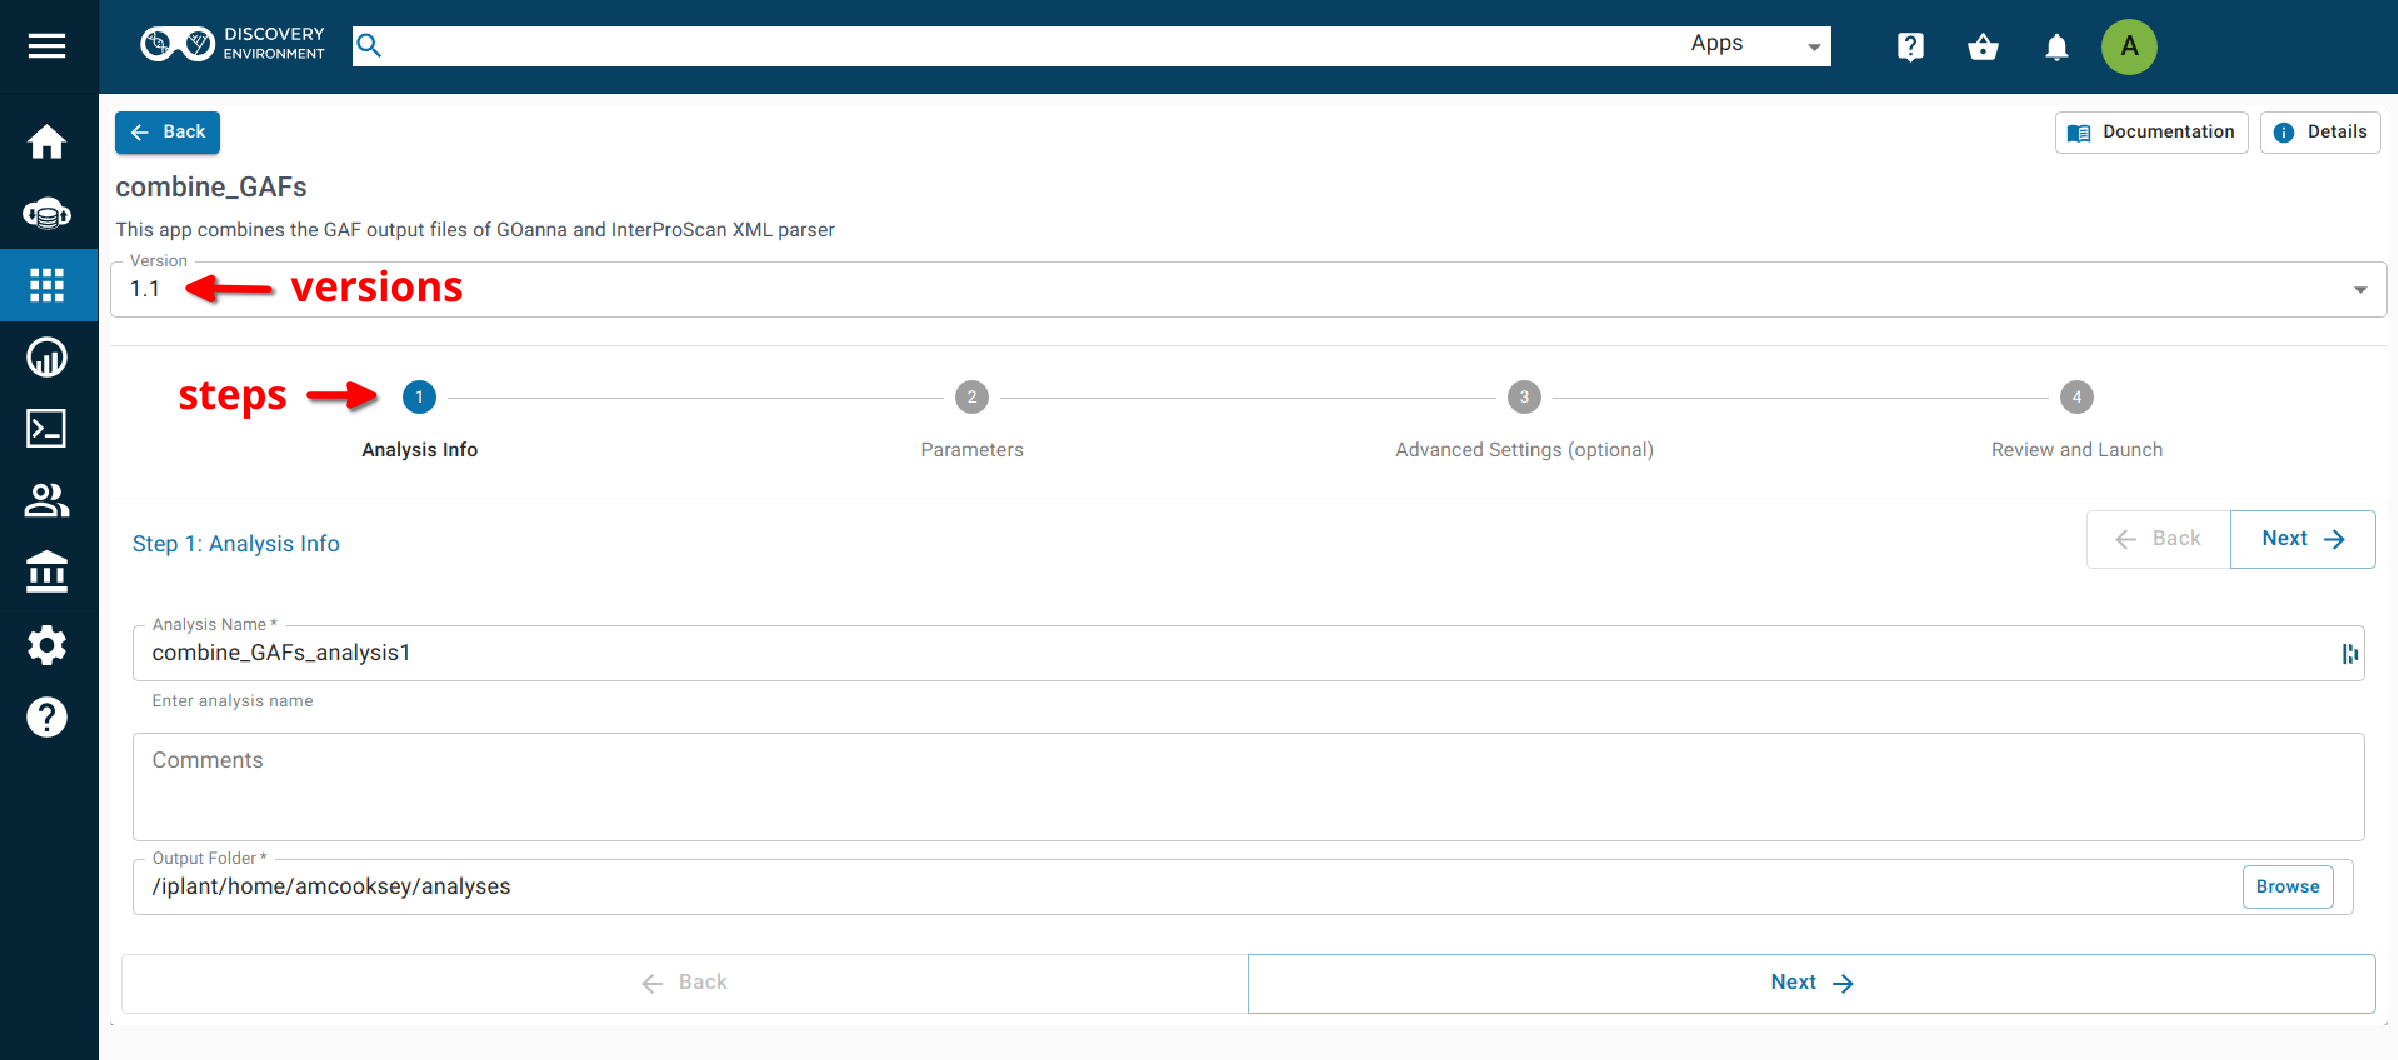 DISCOVERY
ENVIRONMENT
Apps
A
Back
Documentation
Details
combine_GAFs
This app combines the GAF output files of GOanna and InterProScan XML parser
Version
1.1
versions
steps
1
2
3
4
Analysis Info
Parameters
Advanced Settings (optional)
Review and Launch
Step 1: Analysis Info
Back
Next
Analysis Name *
combine_GAFs_analysis1
Enter analysis name
Comments
Output Folder *
/iplant/home/amcooksey/analyses
Browse
Back
Next